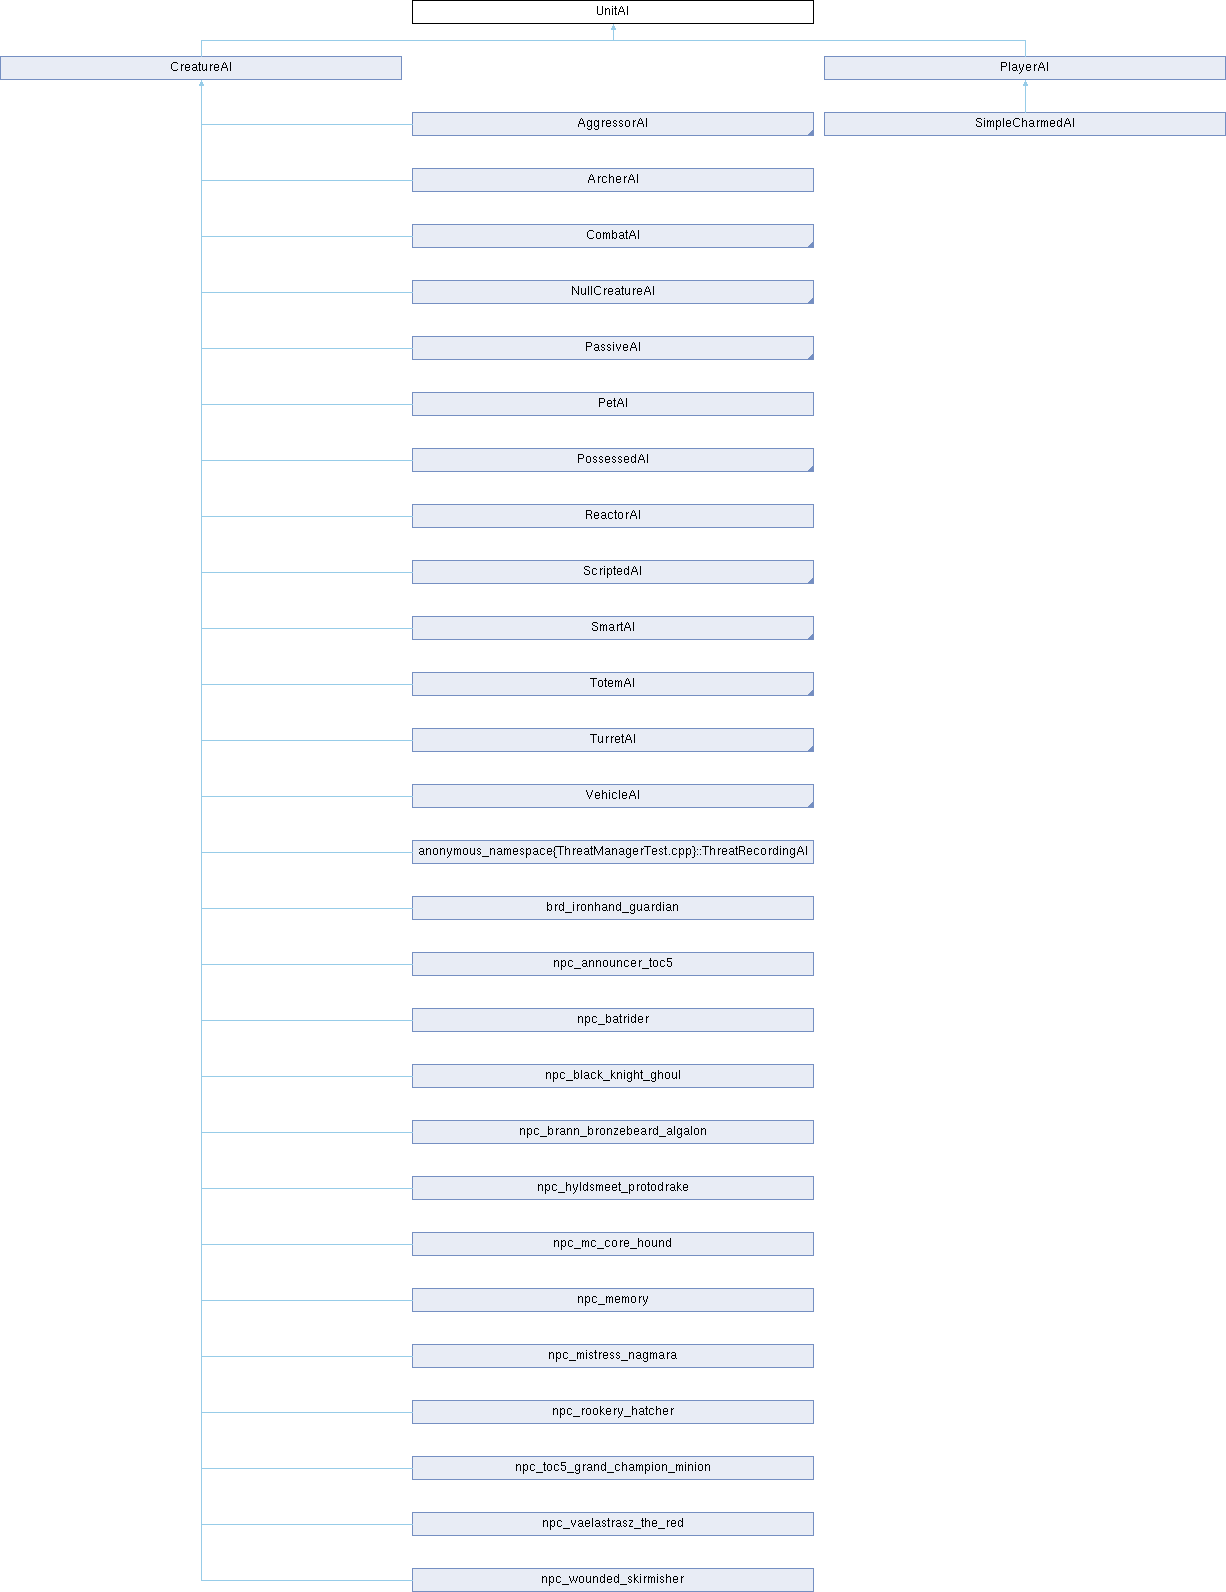 UnitAI
CreatureAI
PlayerAI
AggressorAI
SimpleCharmedAI
ArcherAI
CombatAI
NullCreatureAI
PassiveAI
PetAI
PossessedAI
ReactorAI
ScriptedAI
SmartAI
TotemAI
TurretAI
VehicleAI
anonymous_namespace{ThreatManagerTest.cpp}::ThreatRecordingAI
brd_ironhand_guardian
npc_announcer_toc5
npc_batrider
npc_black_knight_ghoul
npc_brann_bronzebeard_algalon
npc_hyldsmeet_protodrake
npc_mc_core_hound
npc_memory
npc_mistress_nagmara
npc_rookery_hatcher
npc_toc5_grand_champion_minion
npc_vaelastrasz_the_red
npc_wounded_skirmisher